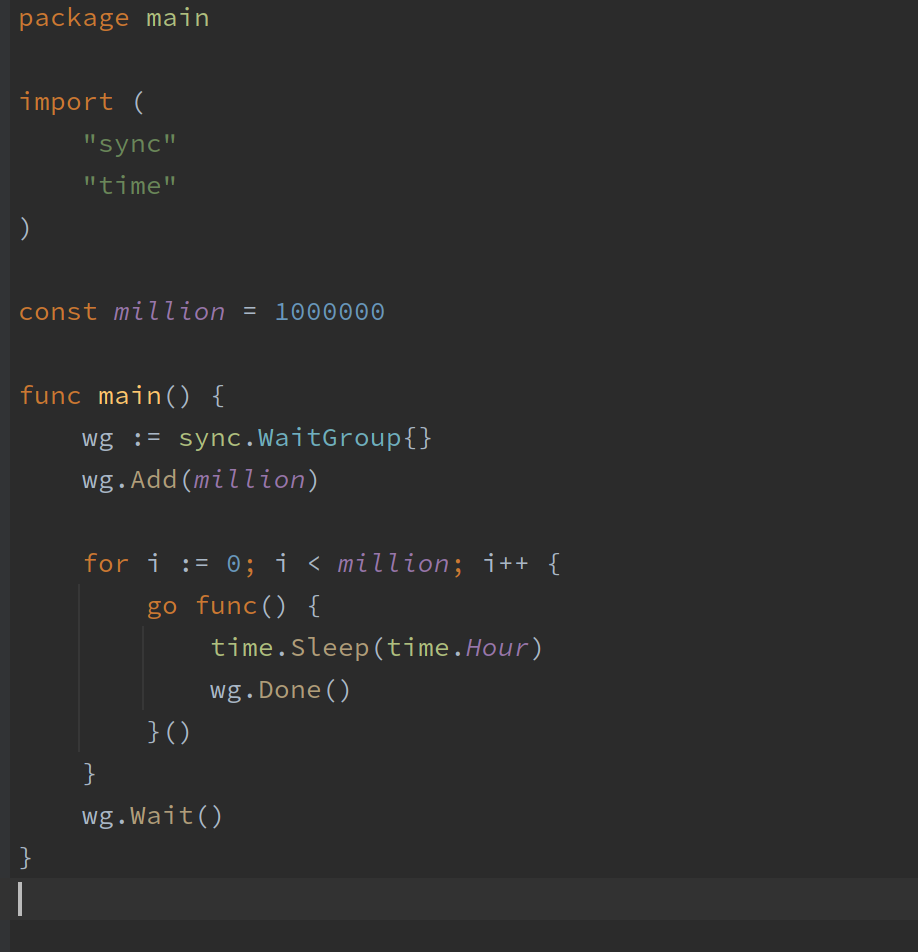 package main
import (
"sync"
"time"
)
const million = 1000000
func main() {
wg := sync.WaitGroup{}
wg.Add(million)
for i := 0; i < million; i++ {
go func() {
time.Sleep(time.Hour)
wg.Done()
}()
}
wg.Wait()
}